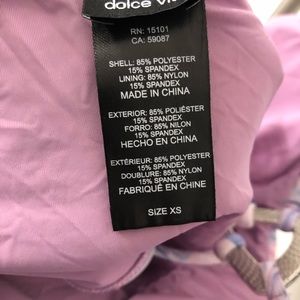 dolce vi
RN: 15101
CA: 59087
SHELL: 85% POLYESTER
15% SPANDEX
LINING: 85% NYLON
15% SPANDEX
MADE IN CHINA
EXTERIOR: 85% POLIÉSTER
15% SPANDEX
FORRO: 85% NILON
15% SPANDEX
HECHO EN CHINA
EXTÉRIEUR: 85% POLYESTER
15% SPANDEX
DOUBLURE: 85% NYLON
15% SPANDEX
FABRIQUÉ EN CHINE
SIZE XS